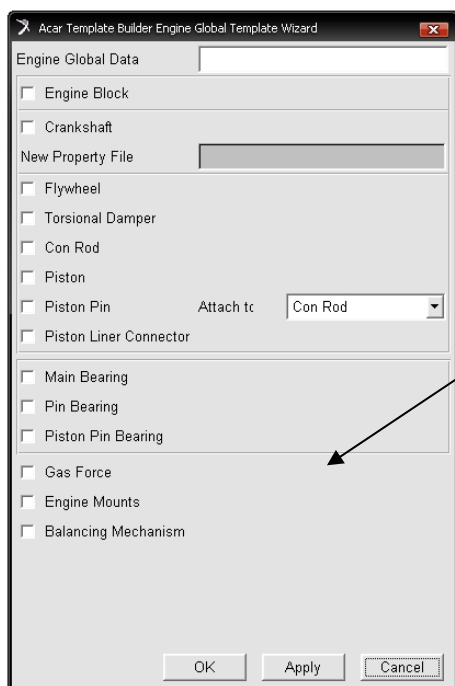 Acar Template Builder Engine Global Template Wizard
Engine Global Data
Engine Block
Crankshaft
New Property File
Flywheel
Torsional Damper
Con Rod
Piston
Piston Pin Attach to Con Rod
Piston Liner Connector
Main Bearing
Pin Bearing
Piston Pin Bearing
Gas Force
Engine Mounts
Balancing Mechanism
OK Apply Cancel